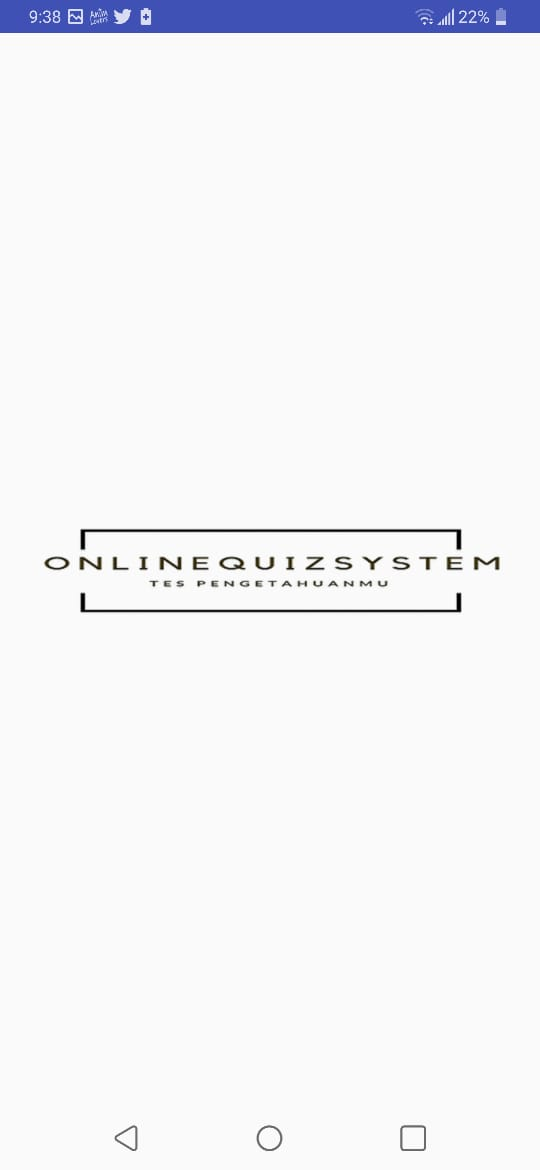 9:38 22%
ONLINEQUIZSYSTEM
TES PENGETAHUANMU